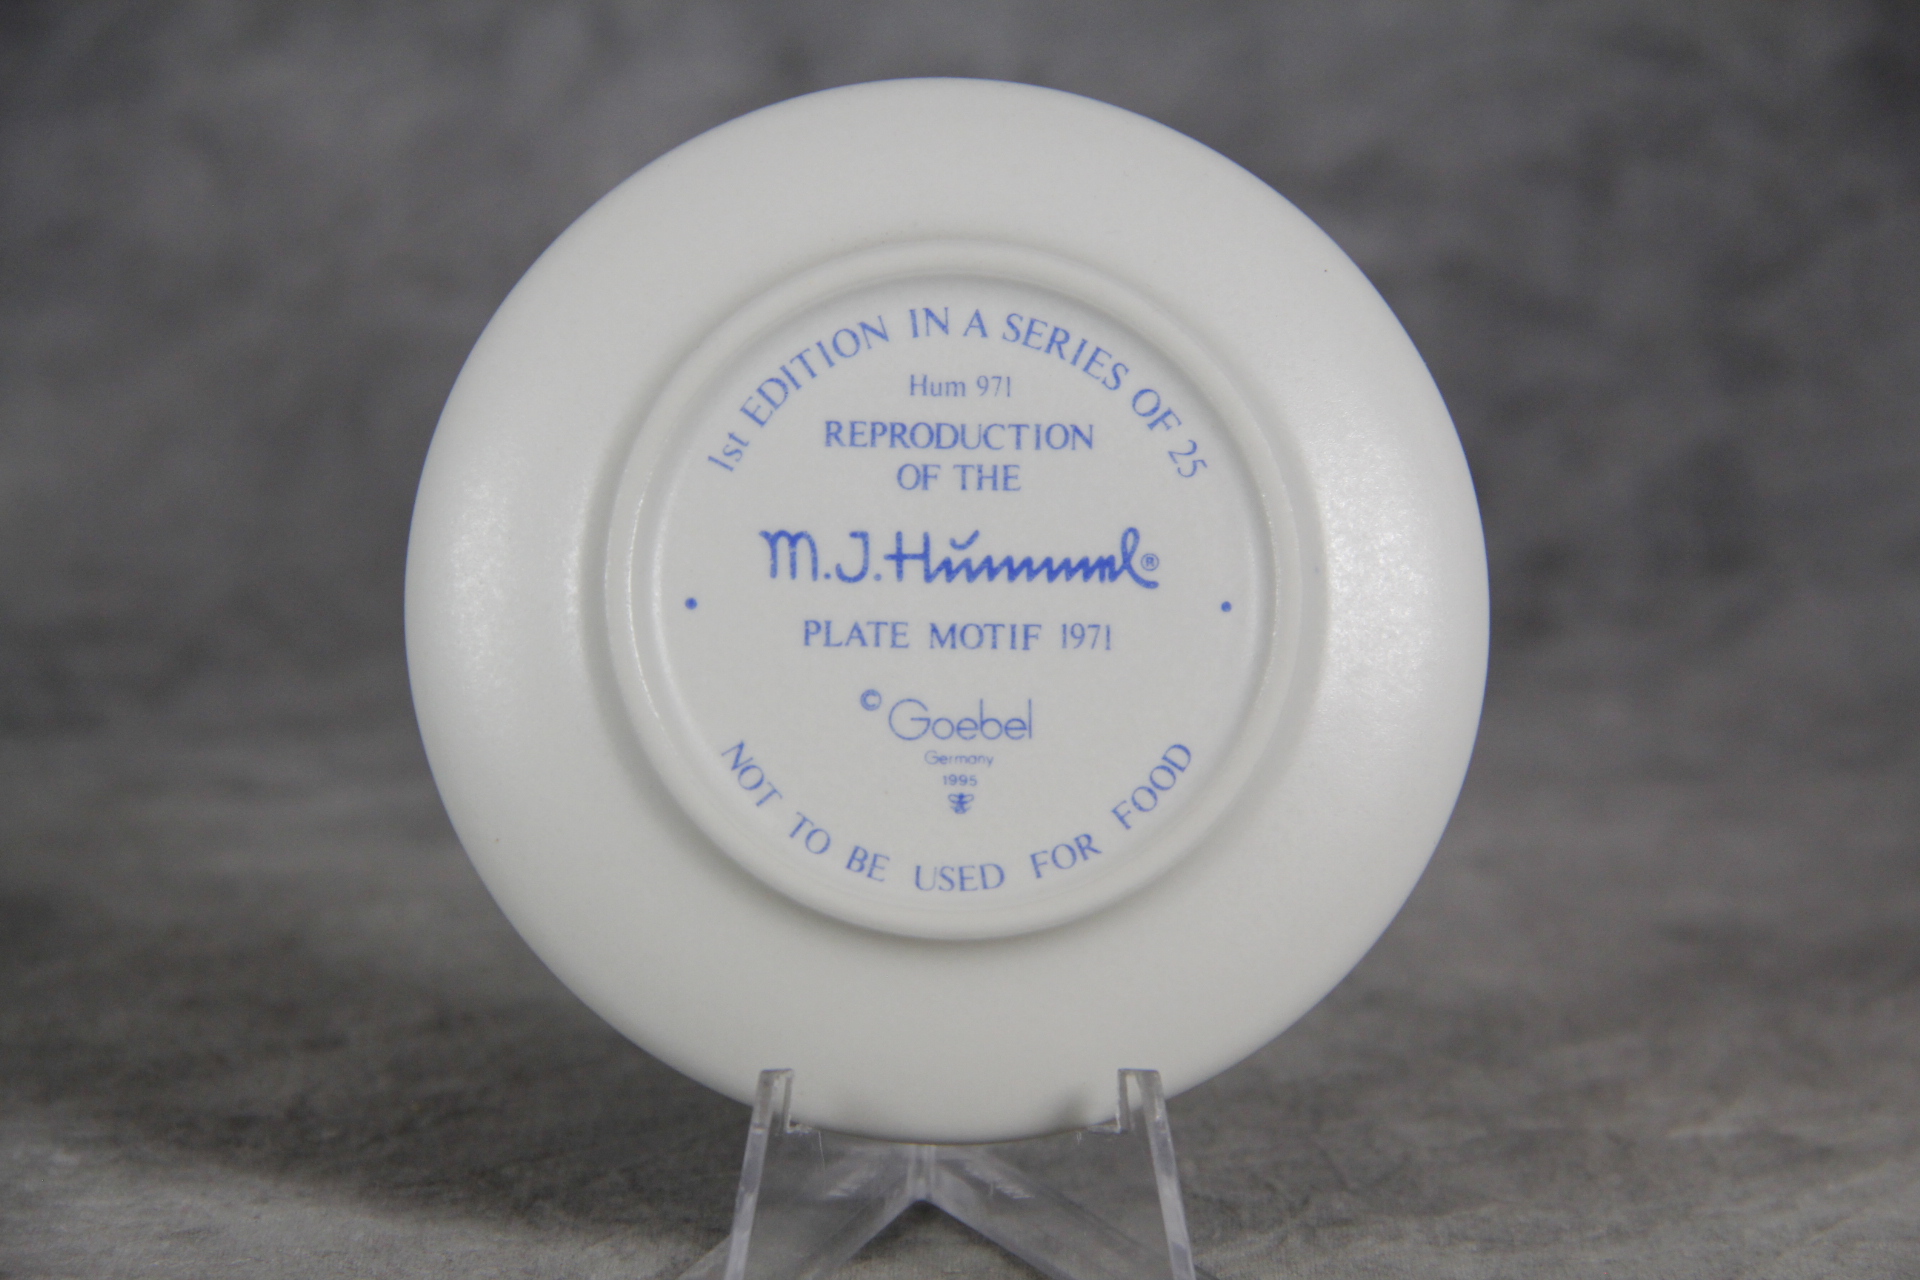 1st EDITION IN A SERIES OF 25
Hum 971
REPRODUCTION
OF THE
M.J.Hummel®
PLATE MOTIF 1971
© Goebel
Germany
1995
NOT TO BE USED FOR FOOD